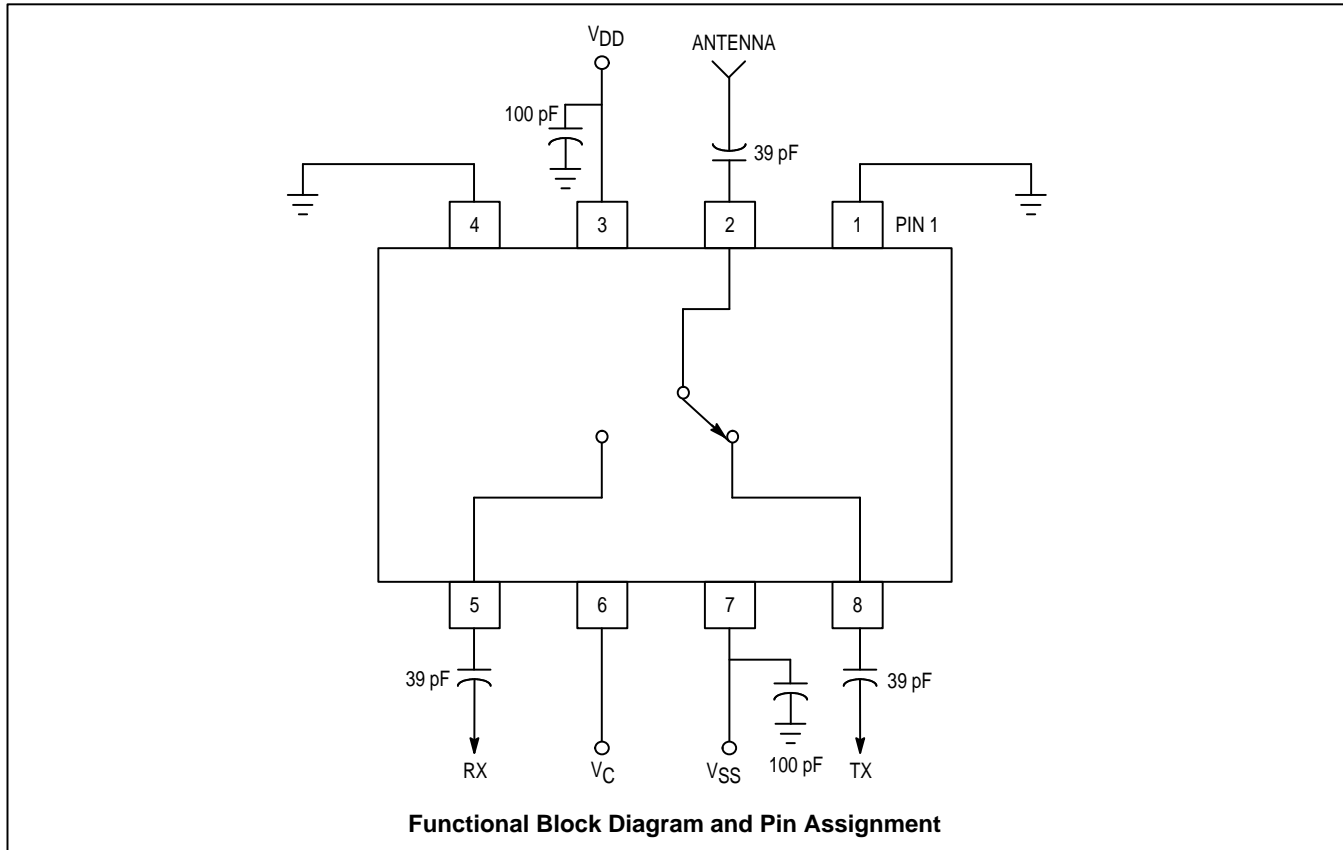 VDD
ANTENNA
100 pF
39 pF
4
3
2
1
PIN 1
5
6
7
8
39 pF
39 pF
100 pF
RX
VC
VSS
TX
Functional Block Diagram and Pin Assignment